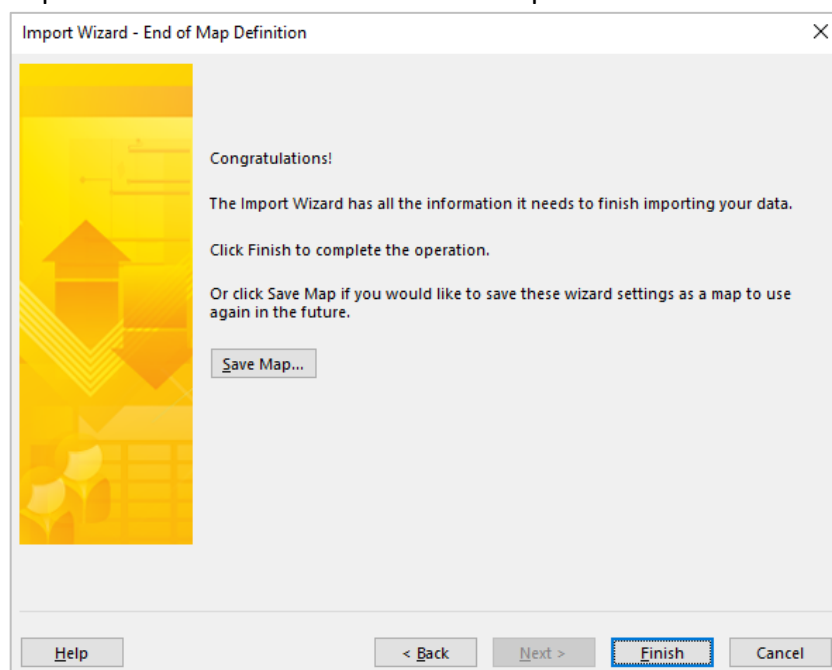 Import Wizard - End of Map Definition
Congratulations!
The Import Wizard has all the information it needs to finish importing your data.
Click Finish to complete the operation.
Or click Save Map if you would like to save these wizard settings as a map to use
again in the future.
Save Map...
Help
< Back
Next >
Finish
Cancel